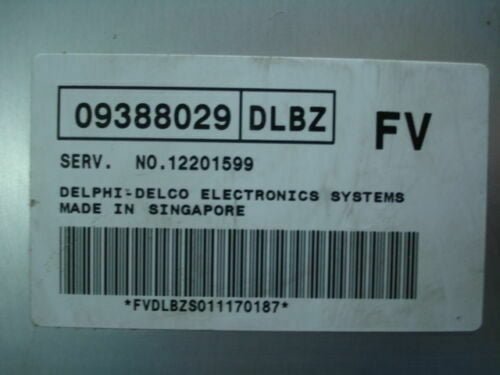 09388029 DLBZ FV
SERV. NO.12201599
DELPHI-DELCO ELECTRONICS SYSTEMS
MADE IN SINGAPORE
*FVDLBZS011170187*